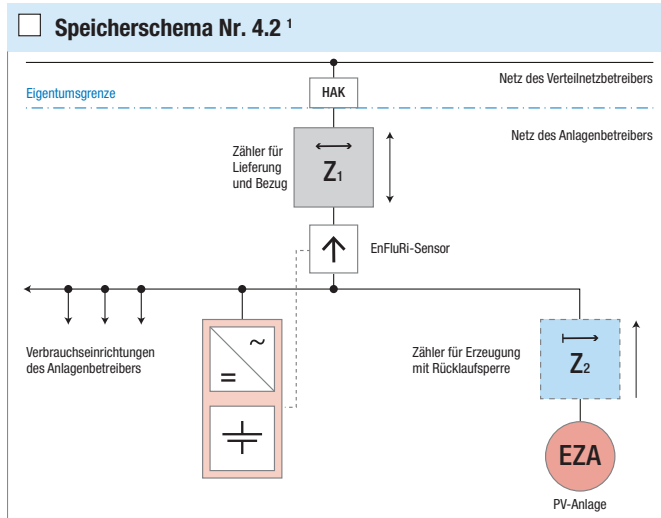 Speicherschema Nr. 4.2 ¹
Netz des Verteilnetzbetreibers
HAK
Eigentumsgrenze
Netz des Anlagenbetreibers
Zähler für
Lieferung
und Bezug
Z₁
EnFluRi-Sensor
Verbrauchseinrichtungen
des Anlagenbetreibers
~
=
Zähler für Erzeugung
mit Rücklaufsperre
Z₂
EZA
PV-Anlage